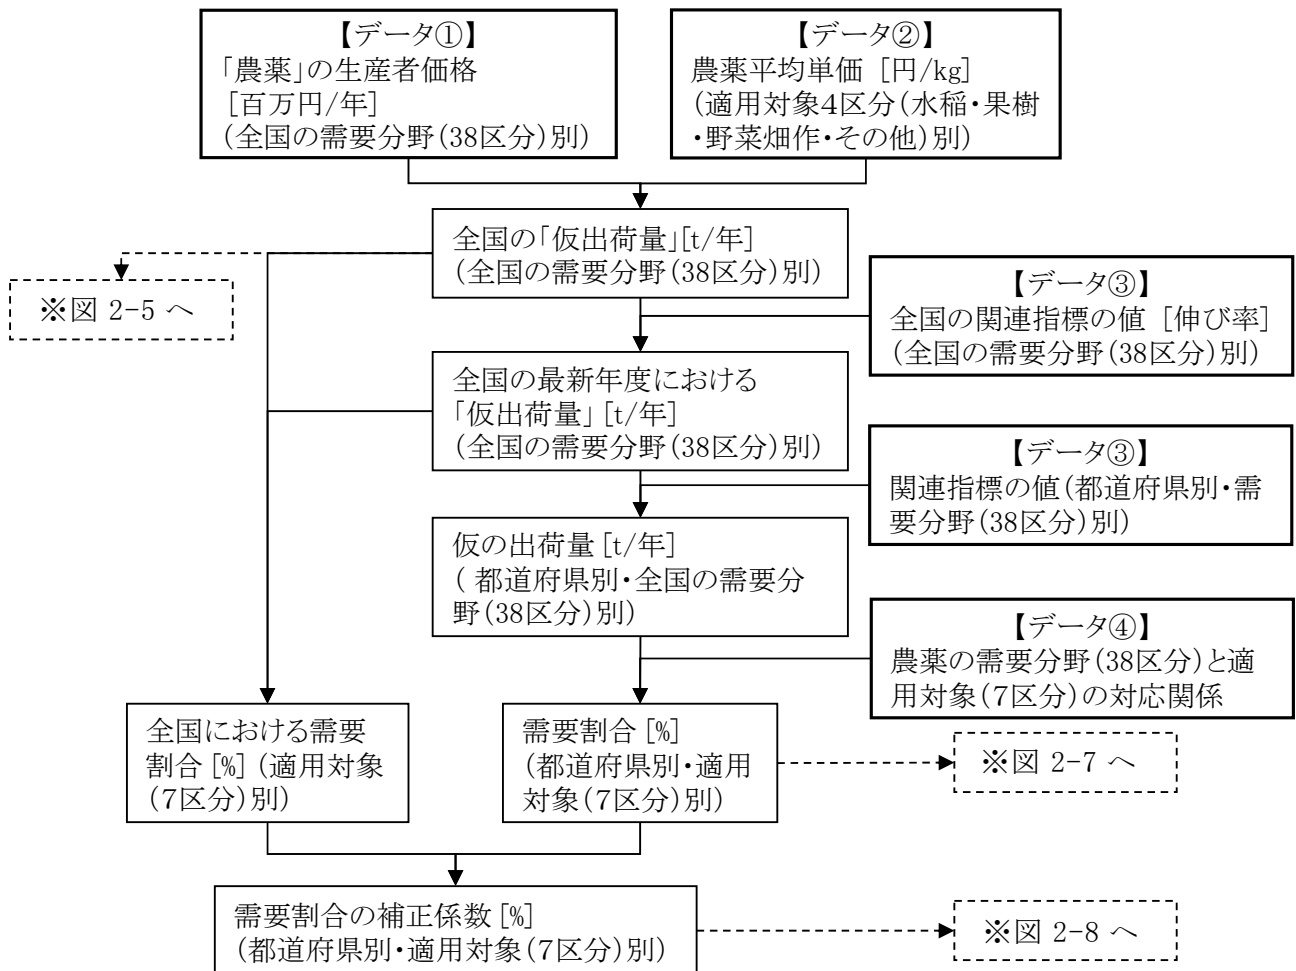 【データ①】
「農薬」の生産者価格
[百万円/年]
(全国の需要分野(38区分)別)
【データ②】
農薬平均単価 [円/kg]
(適用対象4区分(水稲・果樹
・野菜畑作・その他)別)
全国の「仮出荷量」[t/年]
(全国の需要分野(38区分)別)
※図 2-5 へ
【データ③】
全国の関連指標の値 [伸び率]
(全国の需要分野(38区分)別)
全国の最新年度における
「仮出荷量」[t/年]
(全国の需要分野(38区分)別)
【データ③】
関連指標の値(都道府県別・需
要分野(38区分)別)
仮の出荷量 [t/年]
( 都道府県別・全国の需要分
野(38区分)別)
【データ④】
農薬の需要分野(38区分)と適
用対象(7区分)の対応関係
全国における需要
割合 [%] (適用対象
(7区分)別)
需要割合 [%]
(都道府県別・適用
対象(7区分)別)
※図 2-7 へ
需要割合の補正係数 [%]
(都道府県別・適用対象(7区分)別)
※図 2-8 へ